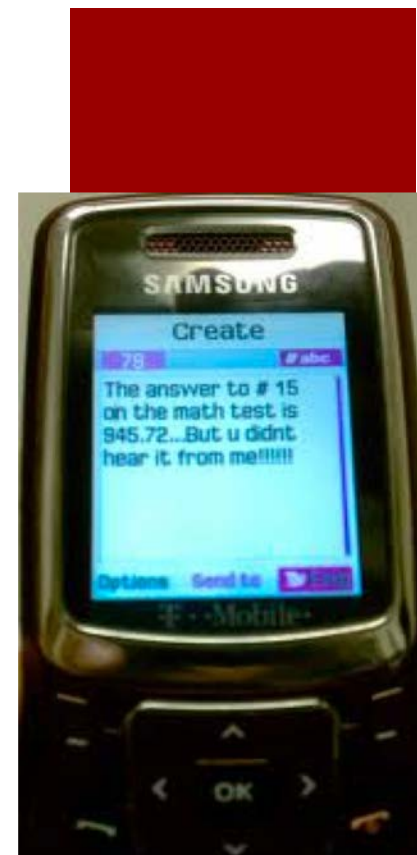 SAMSUNG
Create
78 #abc
The answer to # 15
on the math test is
945.72...But u didnt
hear it from me!!!!!!
Options Send to
T-Mobile
OK